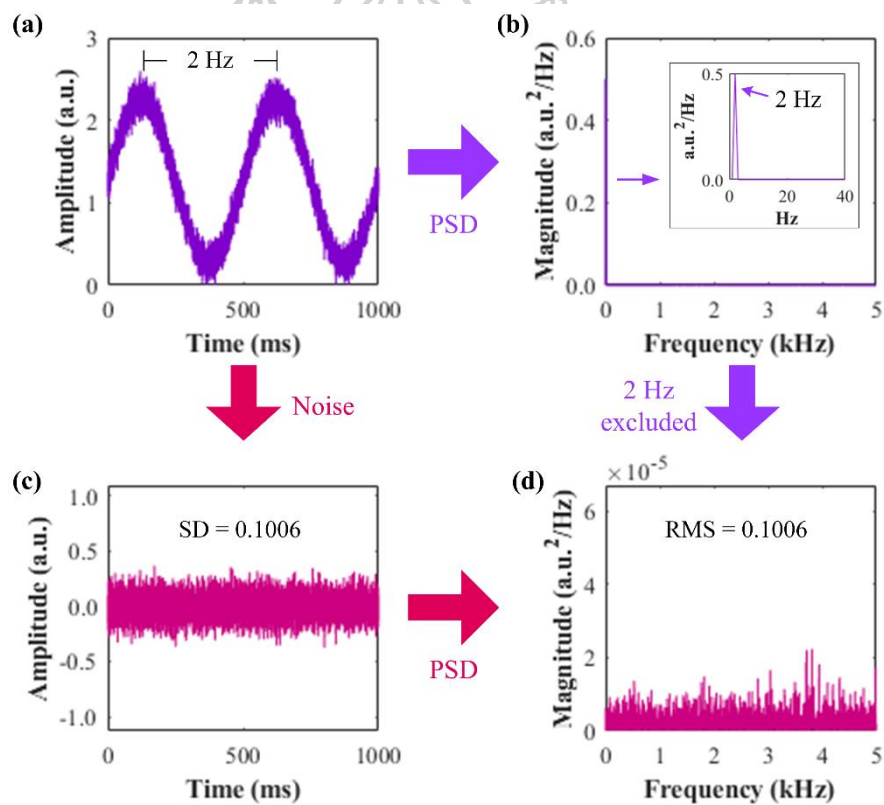 (a)
3
2
1
0
Amplitude (a.u.)
2 Hz
0
500
1000
Time (ms)
PSD
(b)
0.6
0.4
0.2
0.0
Magnitude (a.u.²/Hz)
0.5
0.0
a.u.²/Hz
2 Hz
0
20
40
Hz
0
1
2
3
4
5
Frequency (kHz)
Noise
2 Hz
excluded
(c)
1.0
0.5
0.0
-0.5
-1.0
Amplitude (a.u.)
SD = 0.1006
0
500
1000
Time (ms)
PSD
(d)
×10⁻⁵
6
4
2
0
Magnitude (a.u.²/Hz)
RMS = 0.1006
0
1
2
3
4
5
Frequency (kHz)